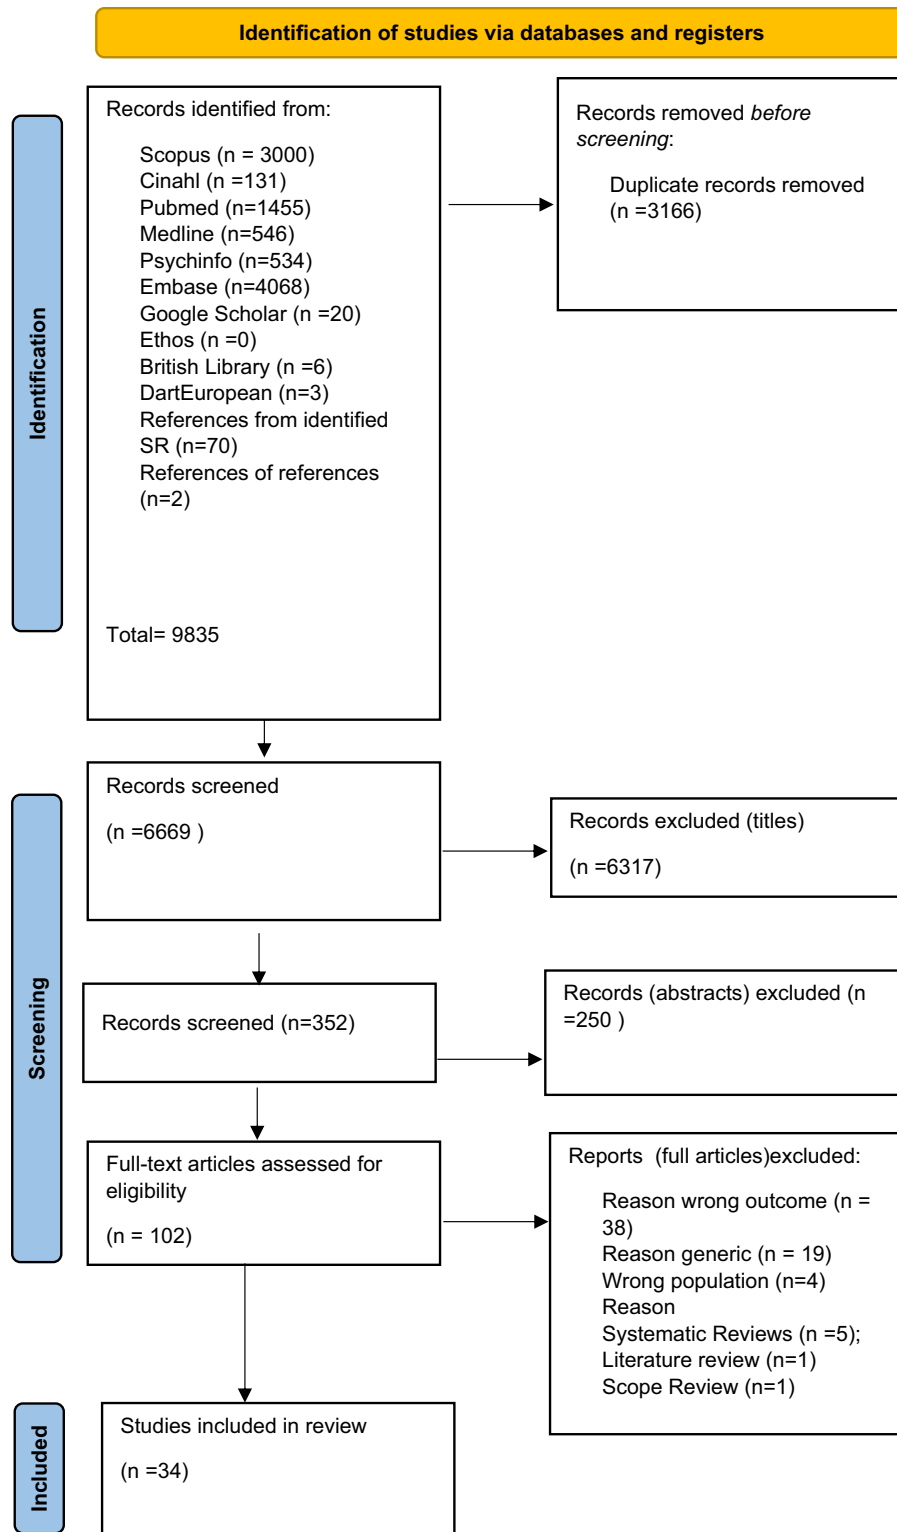 Identification of studies via databases and registers
Identification
Records identified from:
Scopus (n = 3000)
Cinahl (n =131)
Pubmed (n=1455)
Medline (n=546)
Psychinfo (n=534)
Embase (n=4068)
Google Scholar (n =20)
Ethos (n =0)
British Library (n =6)
DartEuropean (n=3)
References from identified
SR (n=70)
References of references
(n=2)
Total= 9835
Records removed before
screening:
Duplicate records removed
(n =3166)
Screening
Records screened
(n =6669 )
Records excluded (titles)
(n =6317)
Records screened (n=352)
Records (abstracts) excluded (n
=250 )
Full-text articles assessed for
eligibility
(n = 102)
Reports  (full articles)excluded:
Reason wrong outcome (n =
38)
Reason generic (n = 19)
Wrong population (n=4)
Reason
Systematic Reviews (n =5);
Literature review (n=1)
Scope Review (n=1)
Included
Studies included in review
(n =34)